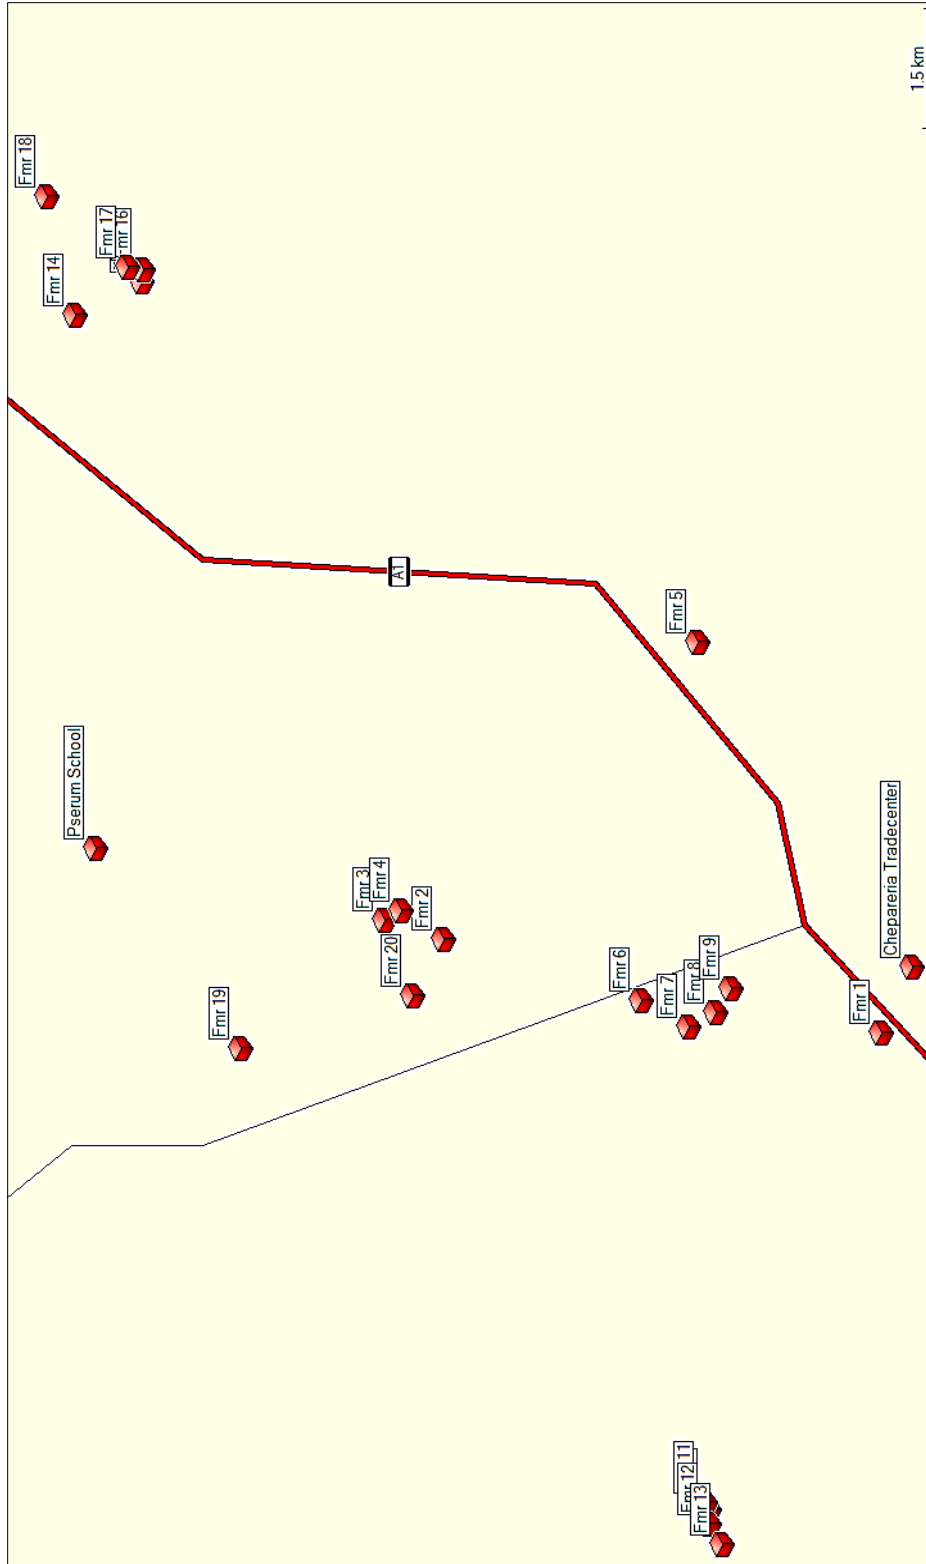 1.5 km
Fmr 18
Fmr 17
Fmr 16
Fmr 14
A1
Fmr 5
Pserum School
Chepareria Tradecenter
Fmr 3
Fmr 4
Fmr 2
Fmr 20
Fmr 6
Fmr 9
Fmr 8
Fmr 7
Fmr 1
Fmr 19
11
Fmr 12
Fmr 13